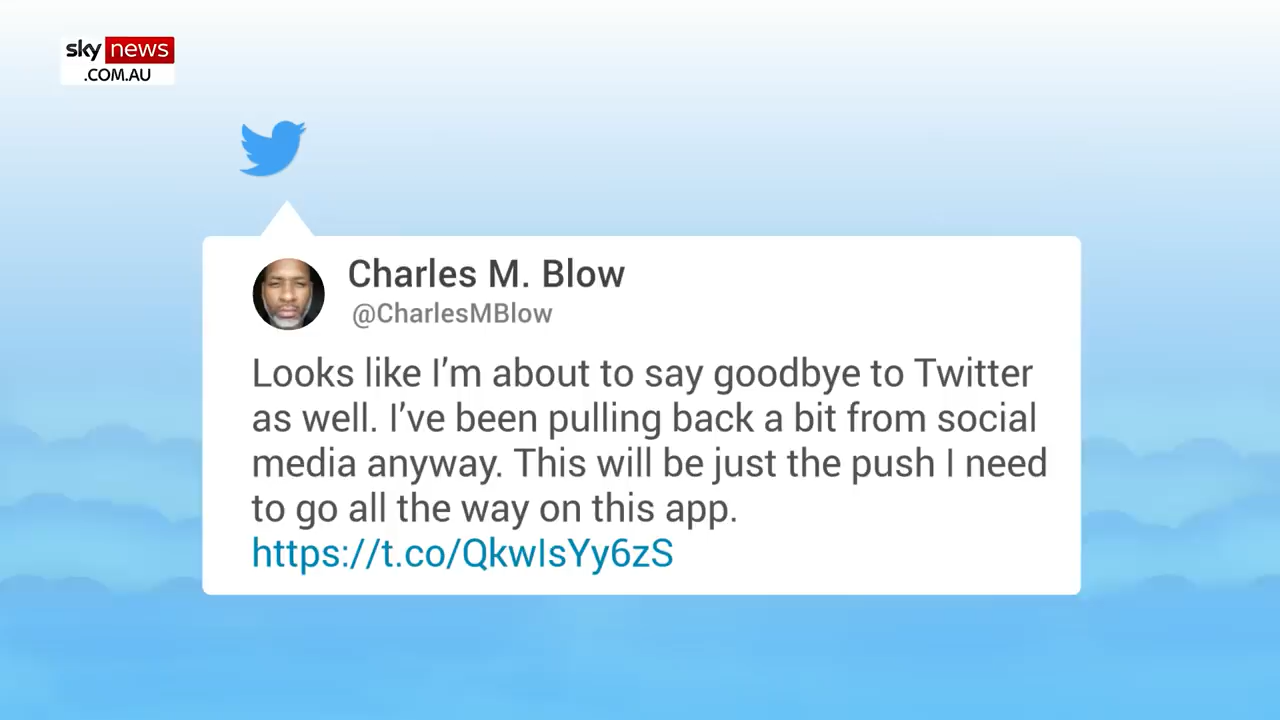 sky news
.COM.AU
Charles M. Blow
@CharlesMBlow
Looks like I’m about to say goodbye to Twitter
as well. I’ve been pulling back a bit from social
media anyway. This will be just the push I need
to go all the way on this app.
https://t.co/QkwIsYy6zS